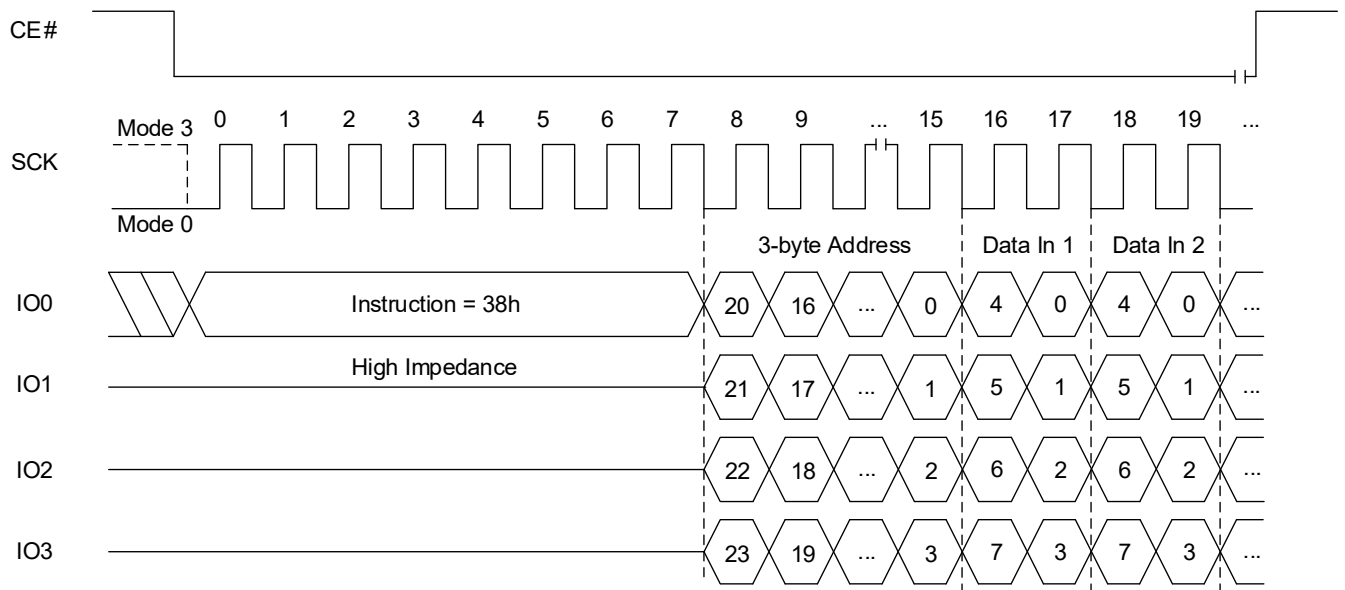 CE#
Mode 3 0 1 2 3 4 5 6 7 8 9 ... 15 16 17 18 19 ...
SCK
Mode 0
3-byte Address Data In 1 Data In 2
IO0 Instruction = 38h 20 16 ... 0 4 0 4 0 ...
High Impedance
IO1 21 17 ... 1 5 1 5 1 ...
IO2 22 18 ... 2 6 2 6 2 ...
IO3 23 19 ... 3 7 3 7 3 ...